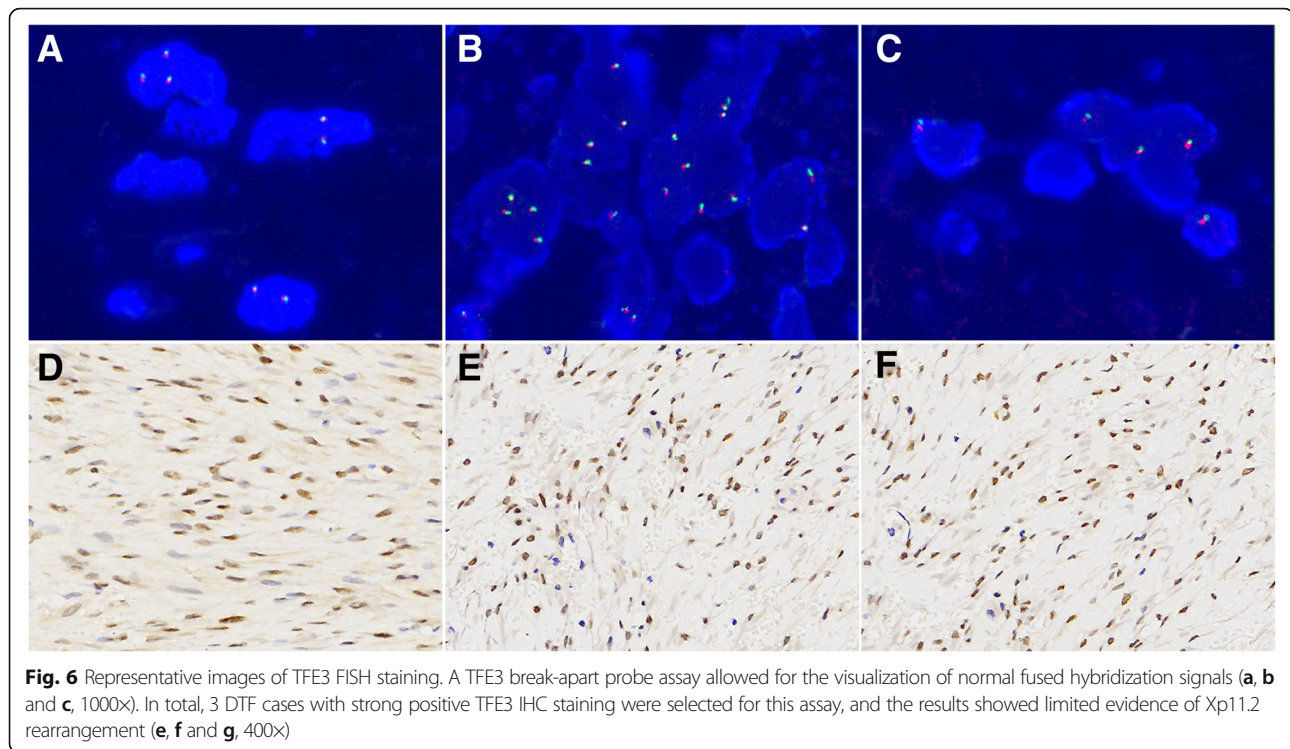 A
B
C
D
E
F
Fig. 6 Representative images of TFE3 FISH staining. A TFE3 break-apart probe assay allowed for the visualization of normal fused hybridization signals (a, b
and c, 1000×). In total, 3 DTF cases with strong positive TFE3 IHC staining were selected for this assay, and the results showed limited evidence of Xp11.2
rearrangement (e, f and g, 400×)